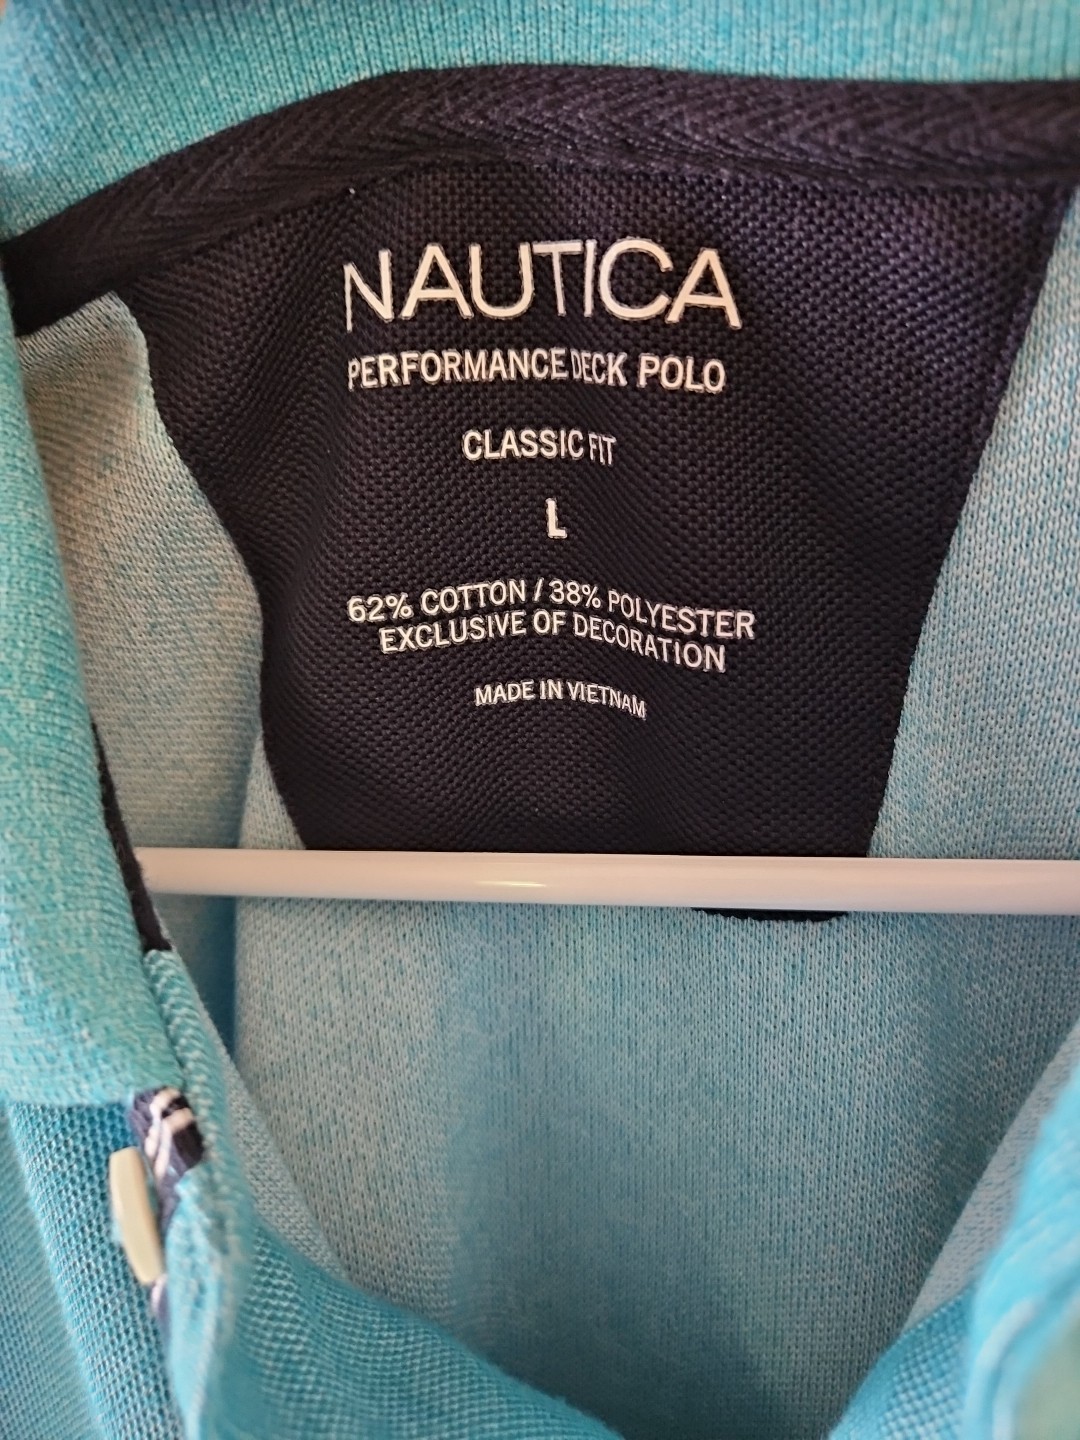 NAUTICA
PERFORMANCE DECK POLO
CLASSIC FIT
L
62% COTTON / 38% POLYESTER
EXCLUSIVE OF DECORATION
MADE IN VIETNAM